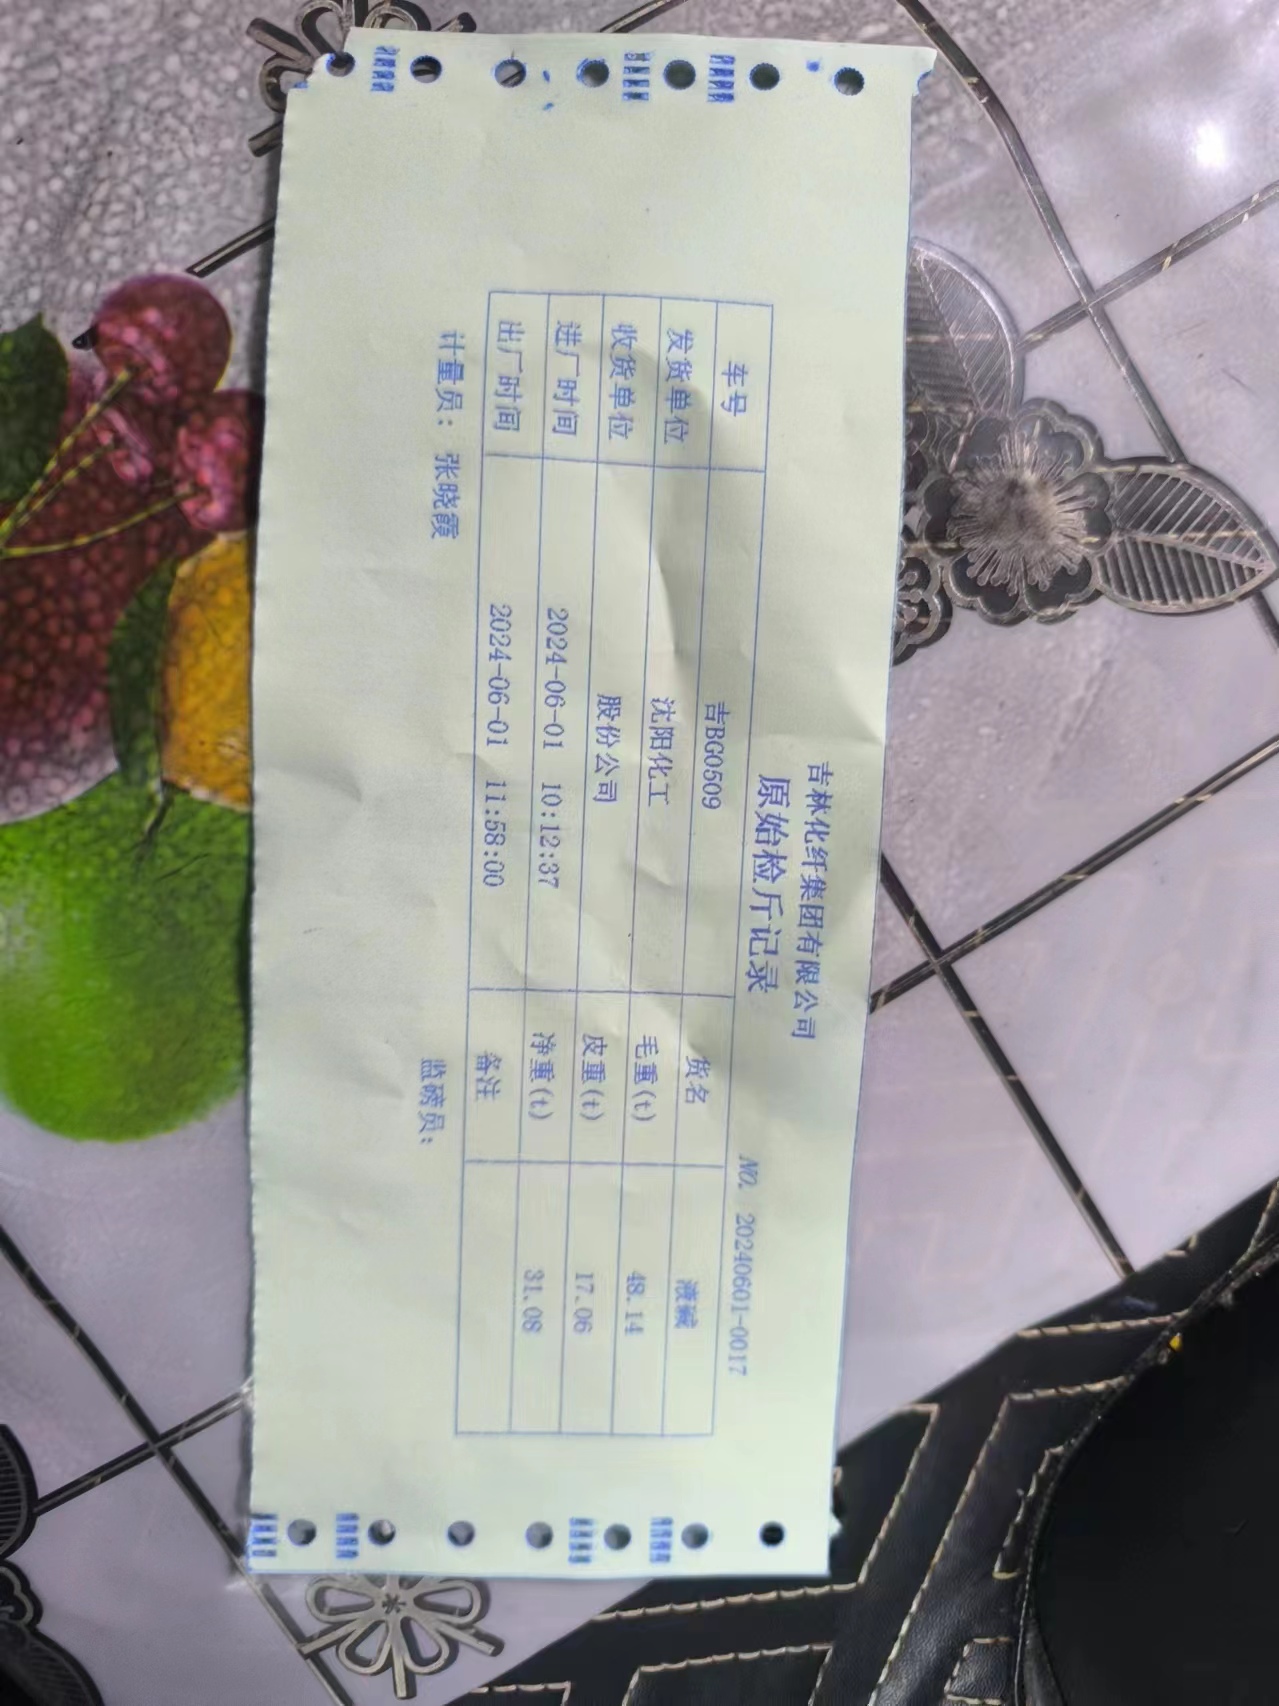 吉林化纤集团有限公司
原始检斤记录
NO. 20240601-0017
车号 吉BG0509 货名 液碱
发货单位 沈阳化工 毛重(t) 48.14
收货单位 股份公司 皮重(t) 17.06
进厂时间 2024-06-01 10:12:37 净重(t) 31.08
出厂时间 2024-06-01 11:58:00 备注
计量员： 张晓霞 监磅员：